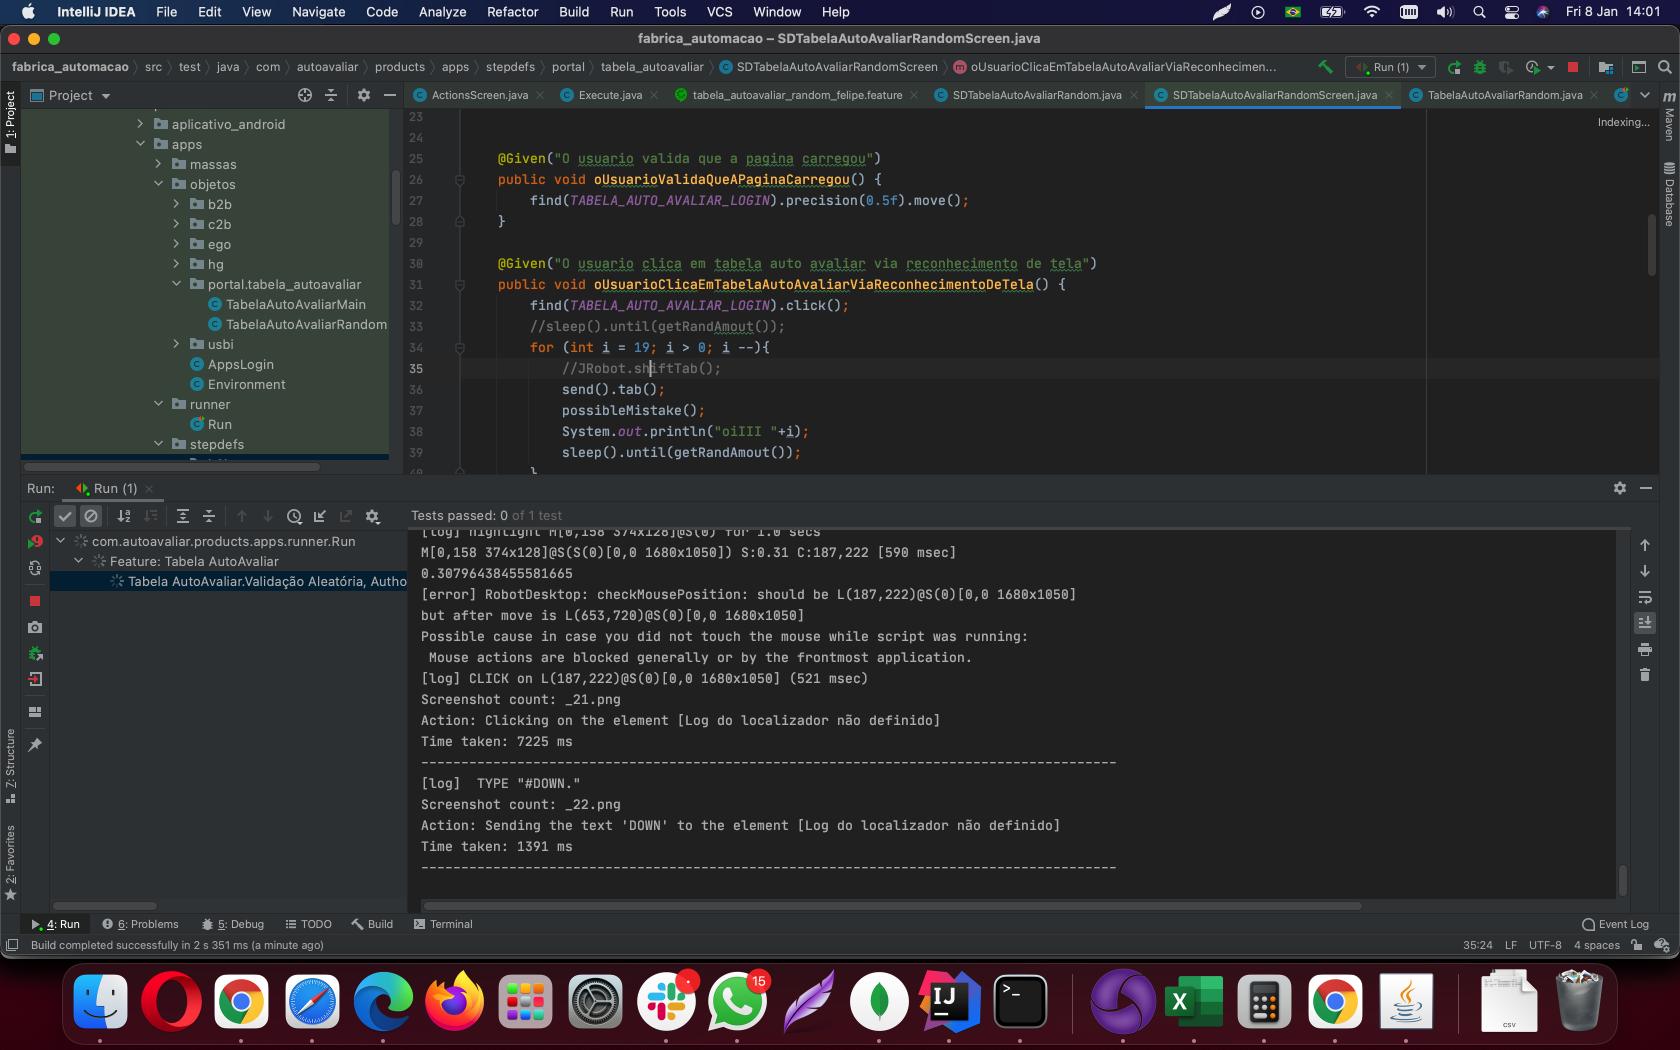 IntelliJ IDEA File Edit View Navigate Code Analyze Refactor Build Run Tools VCS Window Help Fri 8 Jan 14:01
fabrica_automacao – SDTabelaAutoAvaliarRandomScreen.java
fabrica_automacao src test java com autoavaliar products apps stepdefs portal tabela_autoavaliar SDTabelaAutoAvaliarRandomScreen oUsuarioClicaEmTabelaAutoAvaliarViaReconhecimen... Run (1)
1: Project
Project
ActionsScreen.java Execute.java tabela_autoavaliar_random_felipe.feature SDTabelaAutoAvaliarRandom.java SDTabelaAutoAvaliarRandomScreen.java TabelaAutoAvaliarRandom.java
Maven
Database
Indexing...
aplicativo_android
apps
massas
objetos
b2b
c2b
ego
hg
portal.tabela_autoavaliar
TabelaAutoAvaliarMain
TabelaAutoAvaliarRandom
usbi
AppsLogin
Environment
runner
Run
stepdefs
23
24
25 @Given("O usuario valida que a pagina carregou")
26 public void oUsuarioValidaQueAPaginaCarregou() {
27 find(TABELA_AUTO_AVALIAR_LOGIN).precision(0.5f).move();
28 }
29
30 @Given("O usuario clica em tabela auto avaliar via reconhecimento de tela")
31 public void oUsuarioClicaEmTabelaAutoAvaliarViaReconhecimentoDeTela() {
32 find(TABELA_AUTO_AVALIAR_LOGIN).click();
33 //sleep().until(getRandAmout());
34 for (int i = 19; i > 0; i --){
35 //JRobot.shiftTab();
36 send().tab();
37 possibleMistake();
38 System.out.println("oiIII "+i);
39 sleep().until(getRandAmout());
40 }
Run: Run (1)
Tests passed: 0 of 1 test
com.autoavaliar.products.apps.runner.Run
Feature: Tabela AutoAvaliar
Tabela AutoAvaliar.Validação Aleatória, Autho
[log] highlight M[0,158 374x128]@S(0) for 1.0 secs
M[0,158 374x128]@S(S(0)[0,0 1680x1050]) S:0.31 C:187,222 [590 msec]
0.30796438455581665
[error] RobotDesktop: checkMousePosition: should be L(187,222)@S(0)[0,0 1680x1050]
but after move is L(653,720)@S(0)[0,0 1680x1050]
Possible cause in case you did not touch the mouse while script was running:
Mouse actions are blocked generally or by the frontmost application.
[log] CLICK on L(187,222)@S(0)[0,0 1680x1050] (521 msec)
Screenshot count: _21.png
Action: Clicking on the element [Log do localizador não definido]
Time taken: 7225 ms
--------------------------------------------------------------------------------------
[log]  TYPE "#DOWN."
Screenshot count: _22.png
Action: Sending the text 'DOWN' to the element [Log do localizador não definido]
Time taken: 1391 ms
--------------------------------------------------------------------------------------
Z: Structure
2: Favorites
4: Run 6: Problems 5: Debug TODO Build Terminal Event Log
Build completed successfully in 2 s 351 ms (a minute ago) 35:24 LF UTF-8 4 spaces
15
IJ
>_
X
CSV